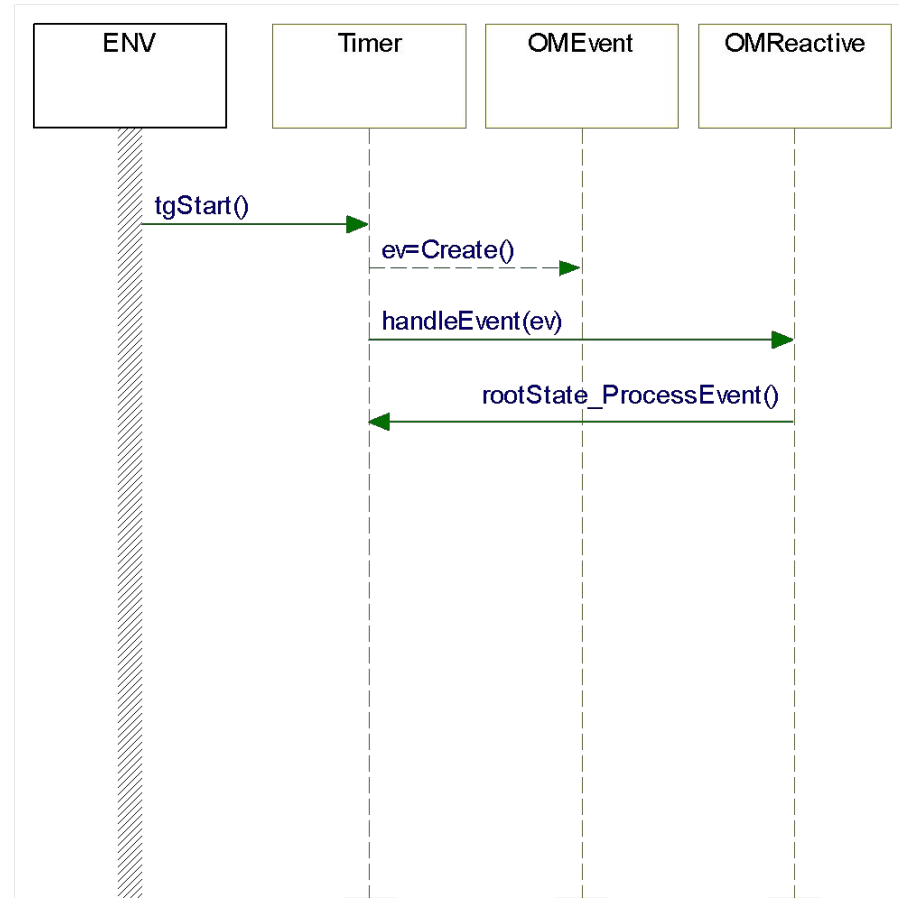 ENV
Timer
OMEvent
OMReactive
tgStart()
ev=Create()
handleEvent(ev)
rootState_ProcessEvent()